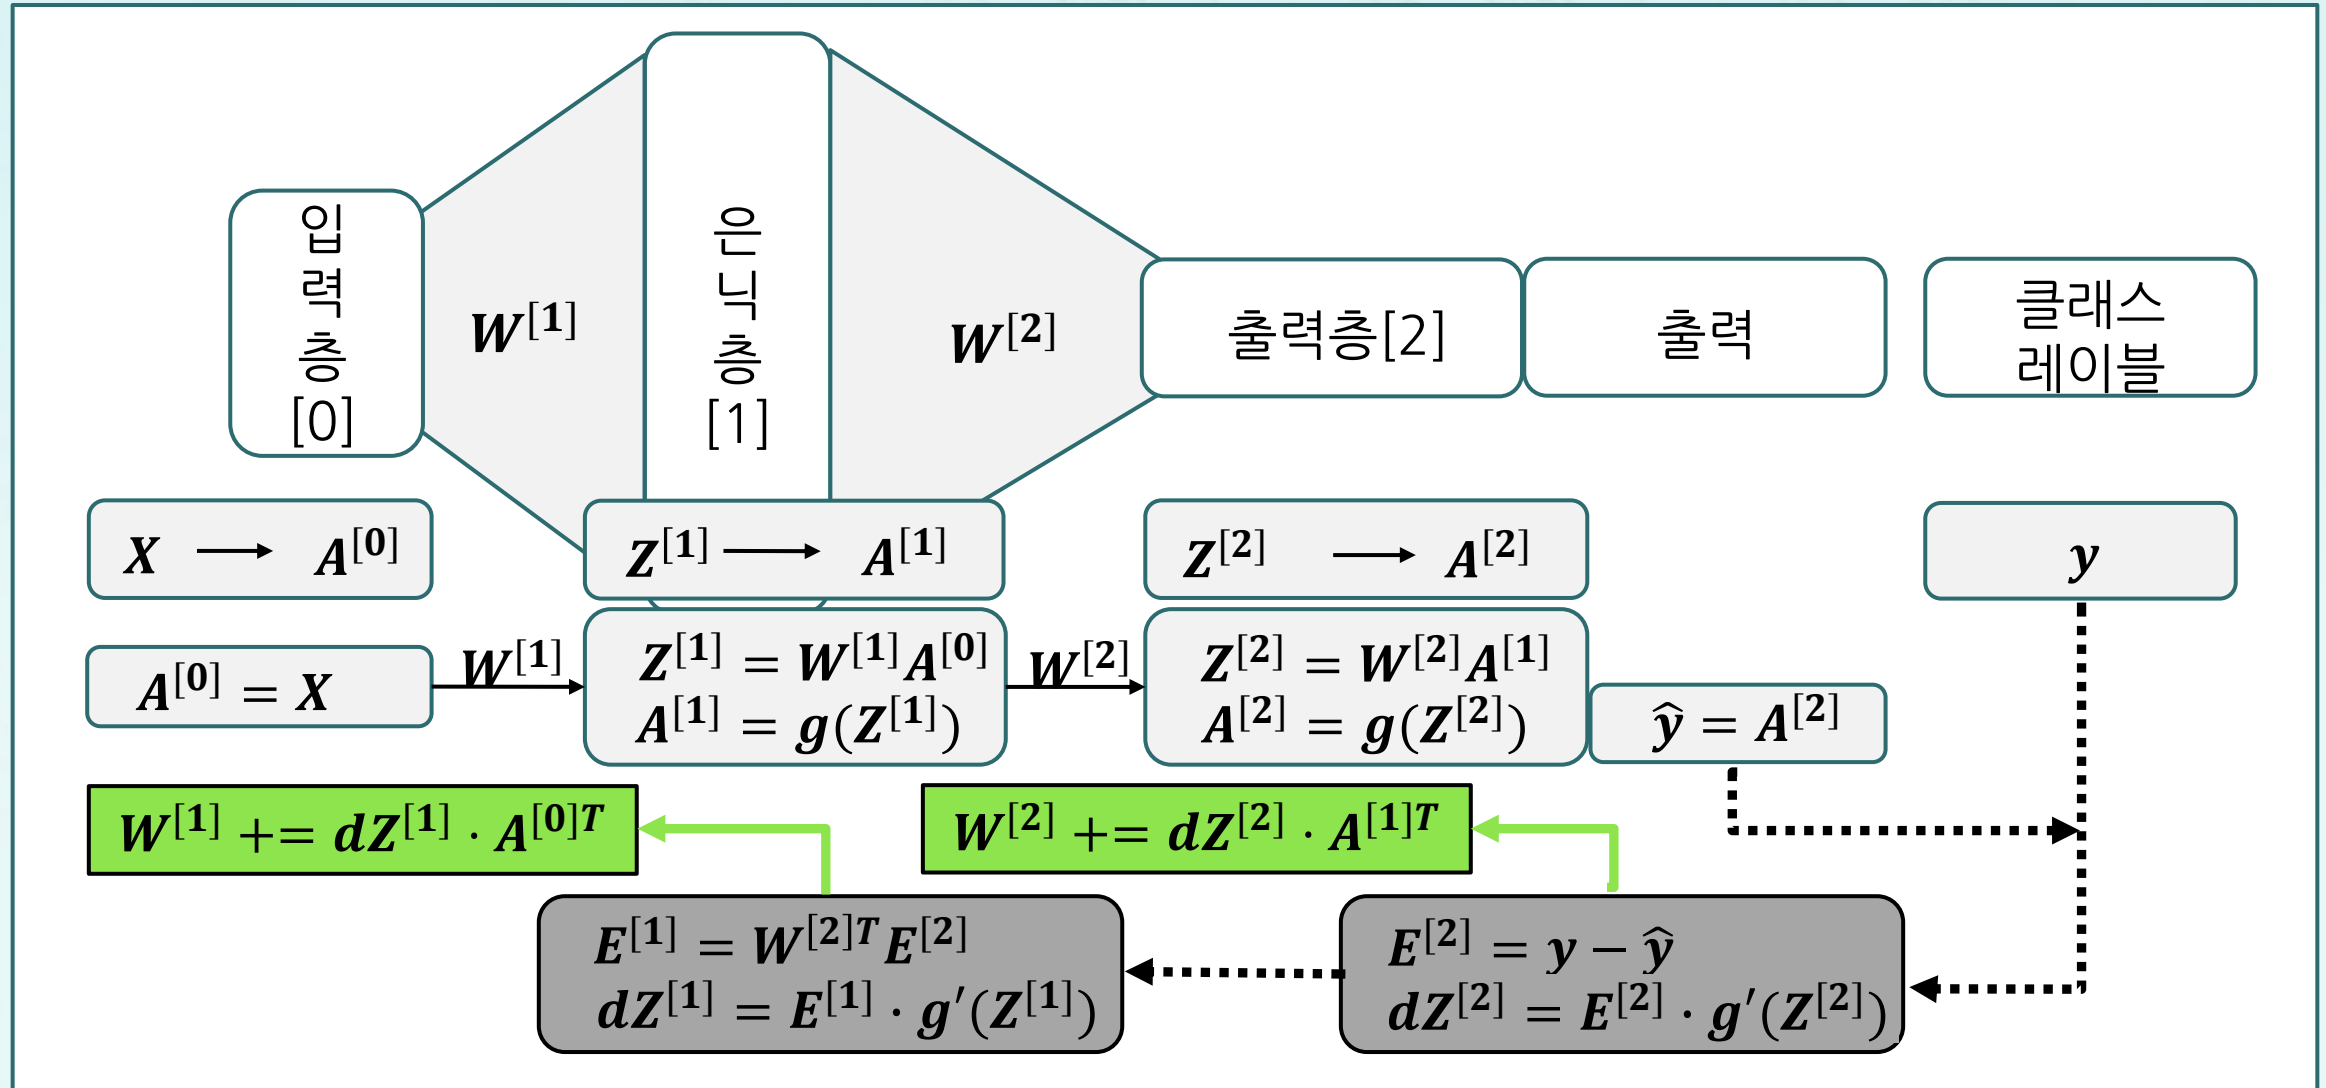 입
력
층
[0]
W^{[1]}
은
닉
층
[1]
W^{[2]}
출력층[2]
출력
클래스
레이블
X → A^{[0]}
Z^{[1]} → A^{[1]}
Z^{[2]} → A^{[2]}
y
A^{[0]} = X
W^{[1]}
Z^{[1]} = W^{[1]}A^{[0]}
A^{[1]} = g(Z^{[1]})
W^{[2]}
Z^{[2]} = W^{[2]}A^{[1]}
A^{[2]} = g(Z^{[2]})
ŷ = A^{[2]}
W^{[1]} += dZ^{[1]} · A^{[0]T}
W^{[2]} += dZ^{[2]} · A^{[1]T}
E^{[1]} = W^{[2]T}E^{[2]}
dZ^{[1]} = E^{[1]} · g′(Z^{[1]})
E^{[2]} = y − ŷ
dZ^{[2]} = E^{[2]} · g′(Z^{[2]})